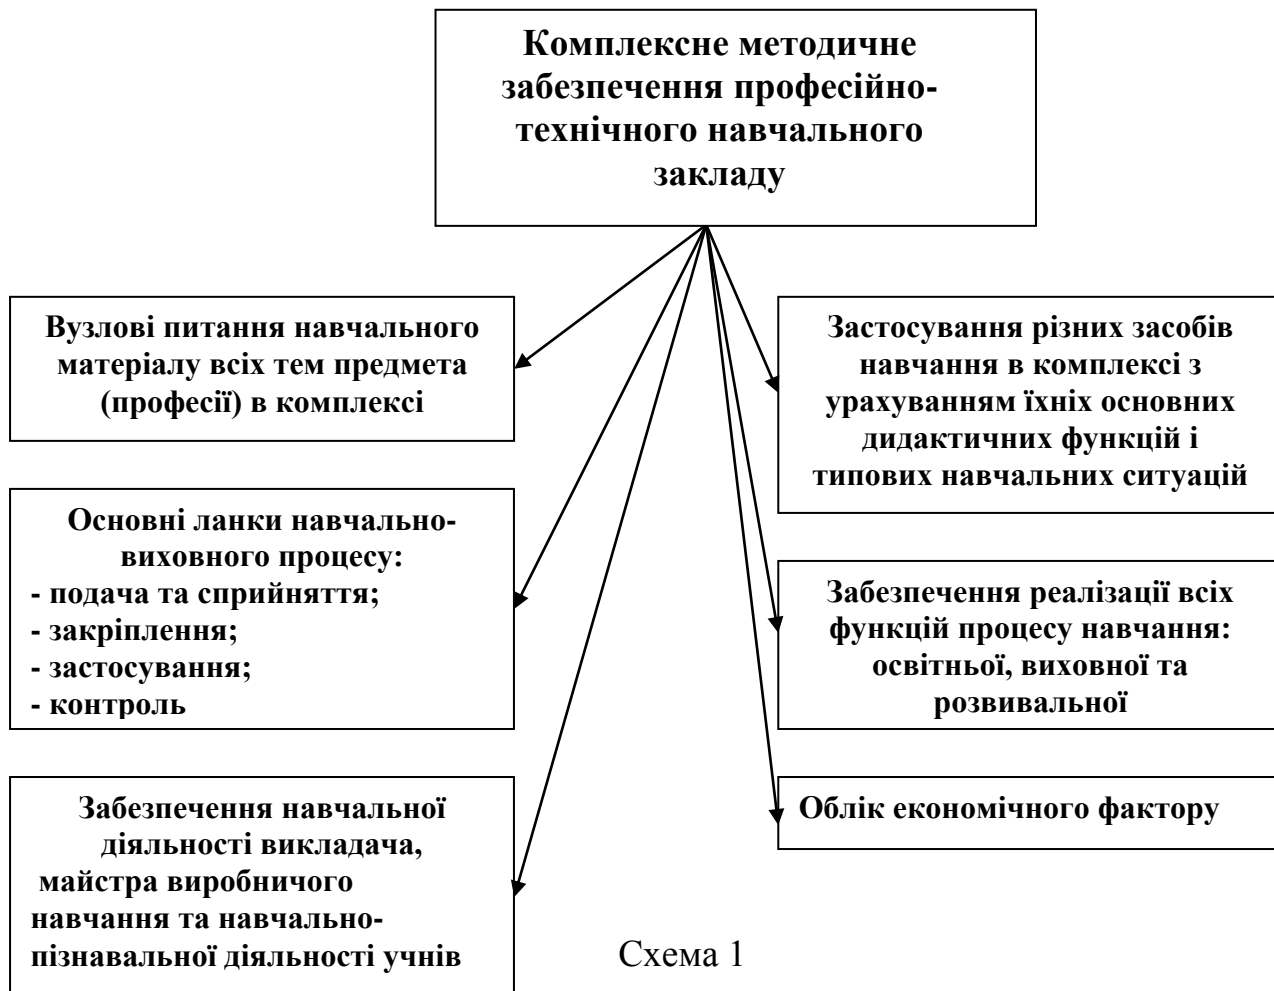 Комплексне методичне
забезпечення професійно-
технічного навчального
закладу
Вузлові питання навчального
матеріалу всіх тем предмета
(професії) в комплексі
Основні ланки навчально-
виховного процесу:
- подача та сприйняття;
- закріплення;
- застосування;
- контроль
Забезпечення навчальної
діяльності викладача,
майстра виробничого
навчання та навчально-
пізнавальної діяльності учнів
Застосування різних засобів
навчання в комплексі з
урахуванням їхніх основних
дидактичних функцій і
типових навчальних ситуацій
Забезпечення реалізації всіх
функцій процесу навчання:
освітньої, виховної та
розвивальної
Облік економічного фактору
Схема 1